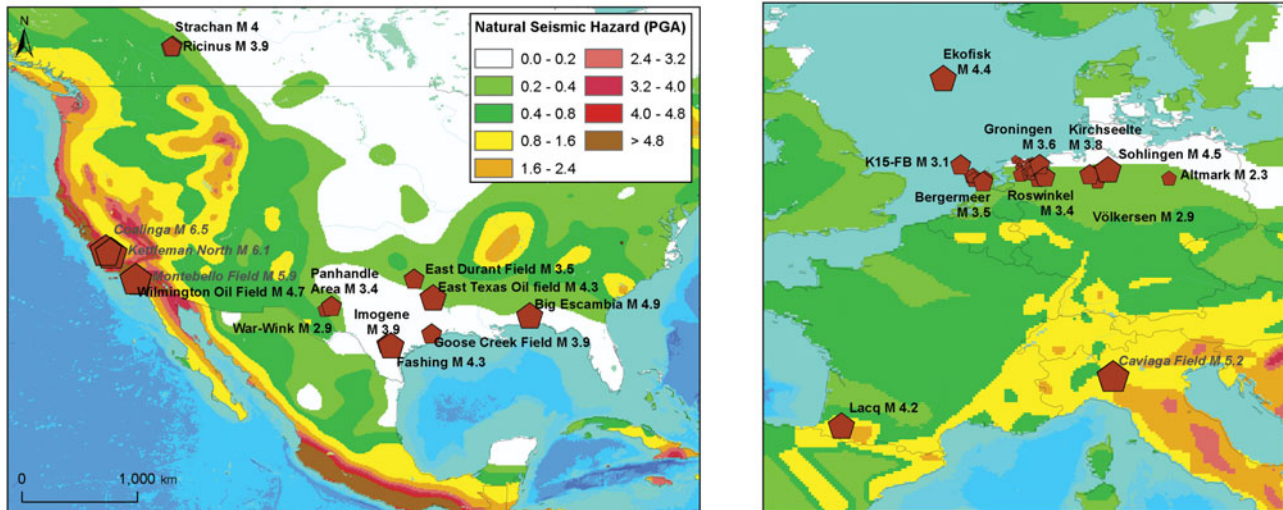 Strachan M 4
Ricinus M 3.9
N
Natural Seismic Hazard (PGA)
0.0 - 0.2
2.4 - 3.2
0.2 - 0.4
3.2 - 4.0
0.4 - 0.8
4.0 - 4.8
0.8 - 1.6
> 4.8
1.6 - 2.4
Coalinga M 6.5
Kettleman North M 6.1
Montebello Field M 5.9
Wilmington Oil Field M 4.7
Panhandle
Area M 3.4
War-Wink M 2.9
East Durant Field M 3.5
East Texas Oil field M 4.3
Big Escambia M 4.9
Imogene
M 3.9
Goose Creek Field M 3.9
Fashing M 4.3
0
1,000 km
Ekofisk
M 4.4
Groningen
M 3.6
Kirchseelte
M 3.8
K15-FB M 3.1
Sohlingen M 4.5
Altmark M 2.3
Bergermeer
M 3.5
Roswinkel
M 3.4
Völkersen M 2.9
Caviaga Field M 5.2
Lacq M 4.2